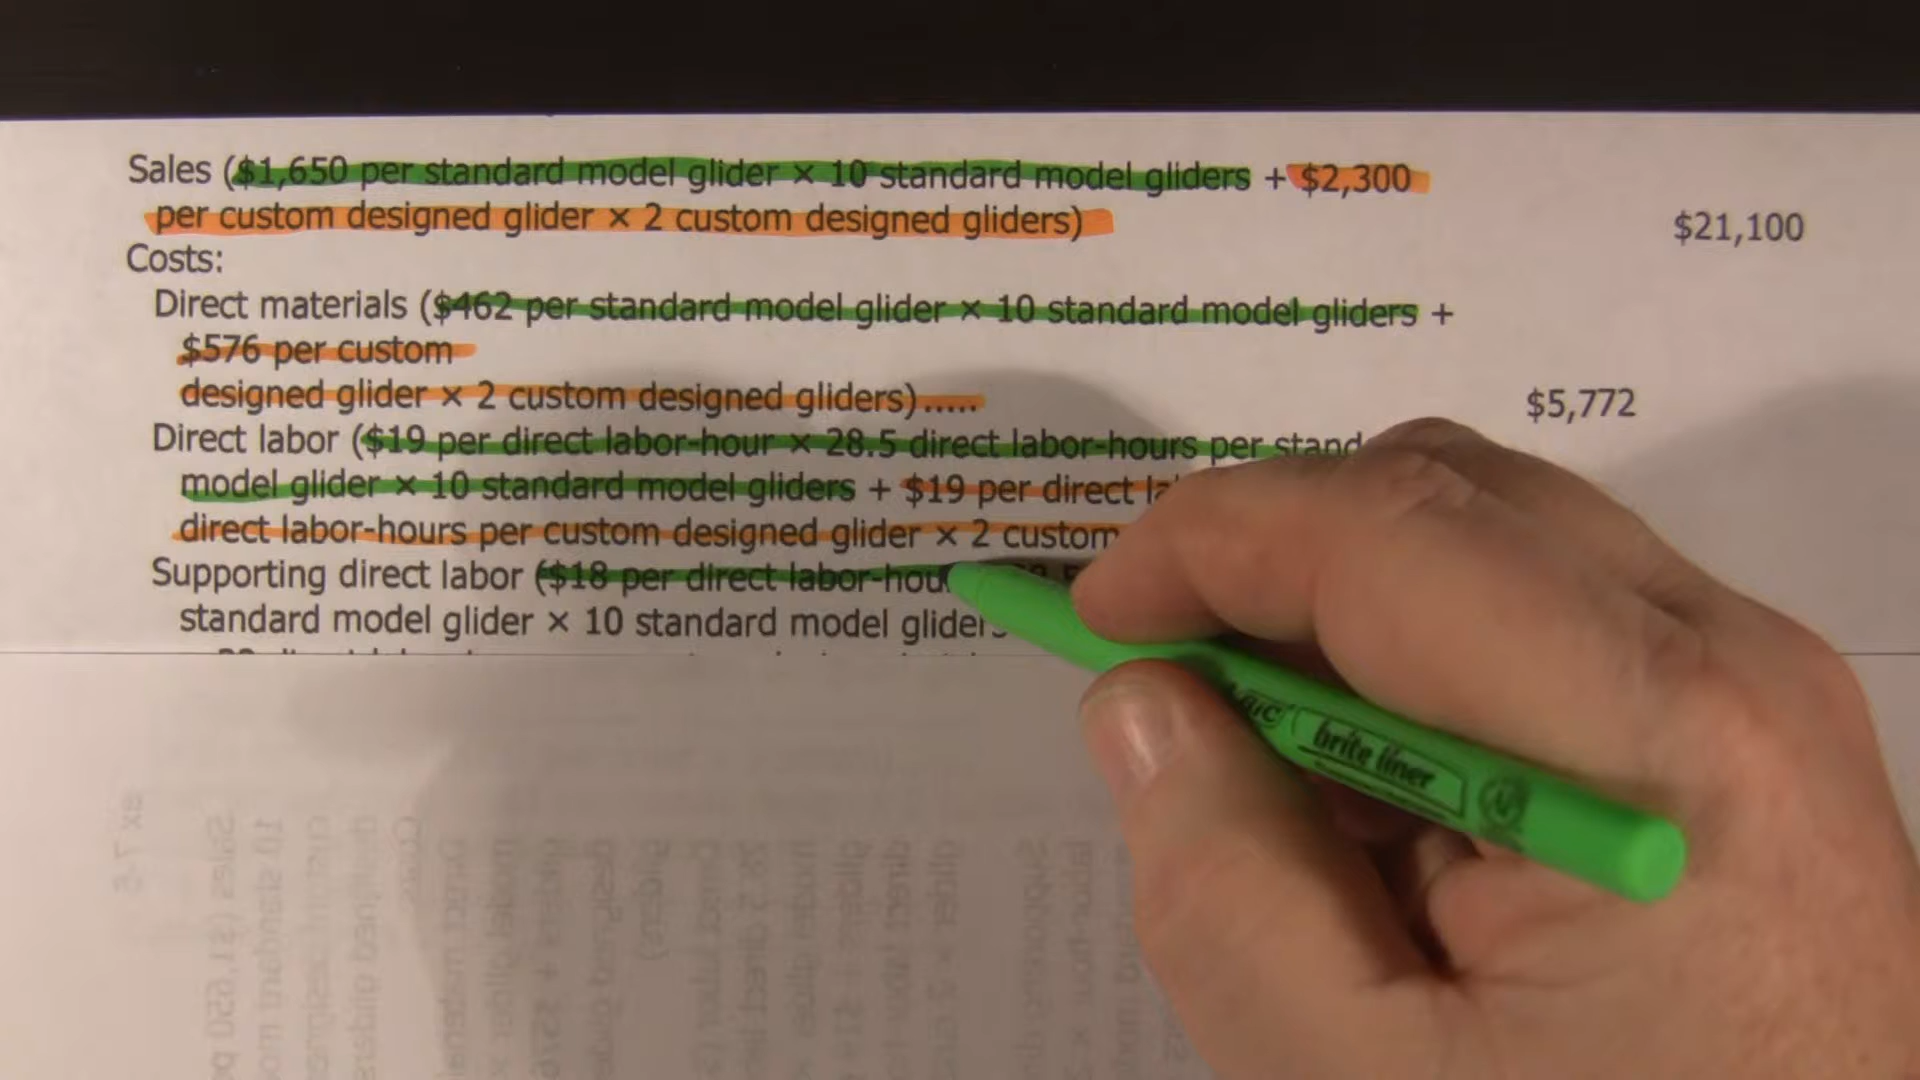 Sales ($1,650 per standard model glider × 10 standard model gliders + $2,300
per custom designed glider × 2 custom designed gliders) $21,100
Costs:
Direct materials ($462 per standard model glider × 10 standard model gliders +
$576 per custom
designed glider × 2 custom designed gliders)..... $5,772
Direct labor ($19 per direct labor-hour × 28.5 direct labor-hours per
model glider × 10 standard model gliders + $19 per direct
direct labor-hours per custom designed glider × 2 custom
Supporting direct labor ($18 per direct
standard model glider × 10 standard model
BIC
brite liner